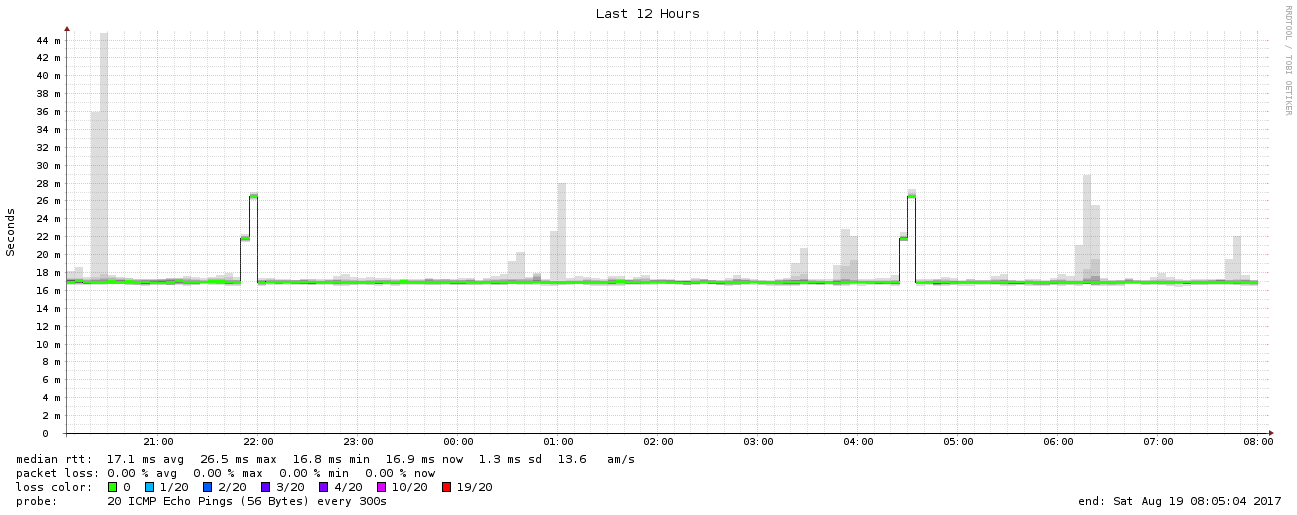 Last 12 Hours
RRDTOOL / TOBI OETIKER
Seconds
44 m
42 m
40 m
38 m
36 m
34 m
32 m
30 m
28 m
26 m
24 m
22 m
20 m
18 m
16 m
14 m
12 m
10 m
8 m
6 m
4 m
2 m
0
21:00 22:00 23:00 00:00 01:00 02:00 03:00 04:00 05:00 06:00 07:00 08:00
median rtt: 17.1 ms avg 26.5 ms max 16.8 ms min 16.9 ms now 1.3 ms sd 13.6 am/s
packet loss: 0.00 % avg 0.00 % max 0.00 % min 0.00 % now
loss color: 0 1/20 2/20 3/20 4/20 10/20 19/20
probe: 20 ICMP Echo Pings (56 Bytes) every 300s end: Sat Aug 19 08:05:04 2017